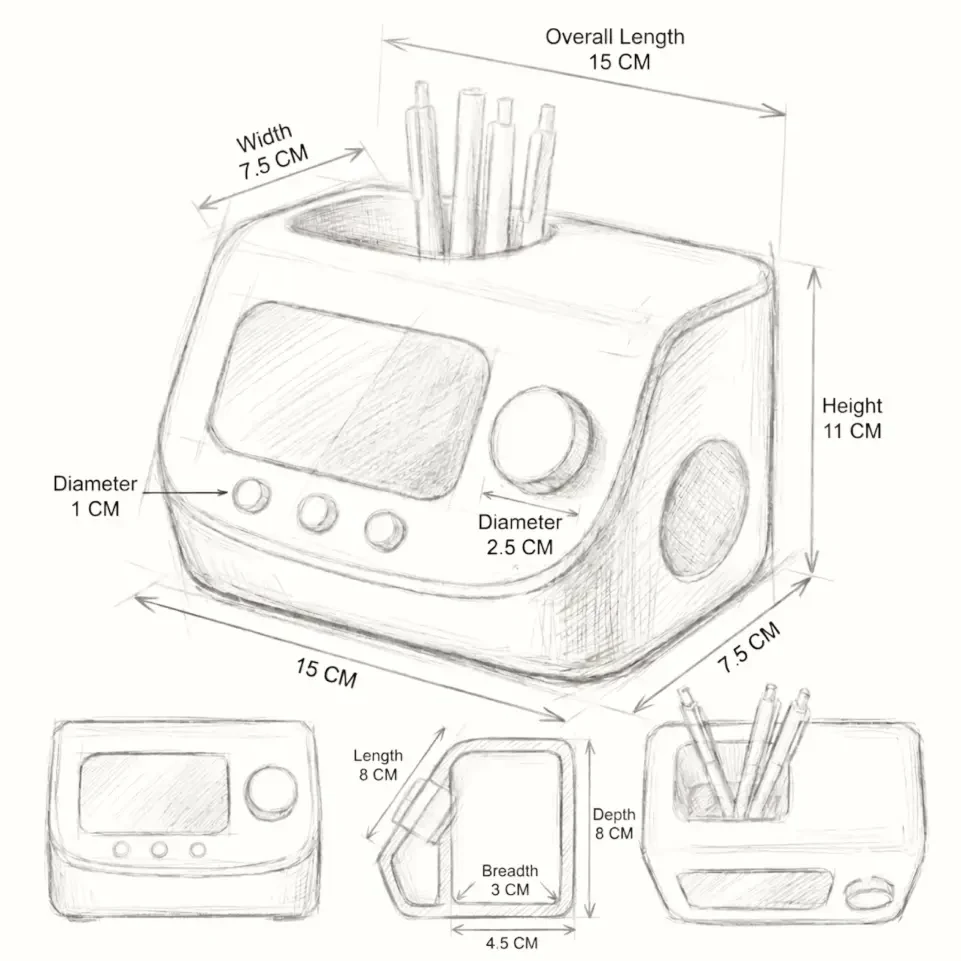 Overall Length
15 CM
Width
7.5 CM
Height
11 CM
Diameter
1 CM
Diameter
2.5 CM
15 CM
7.5 CM
Length
8 CM
Depth
8 CM
Breadth
3 CM
4.5 CM